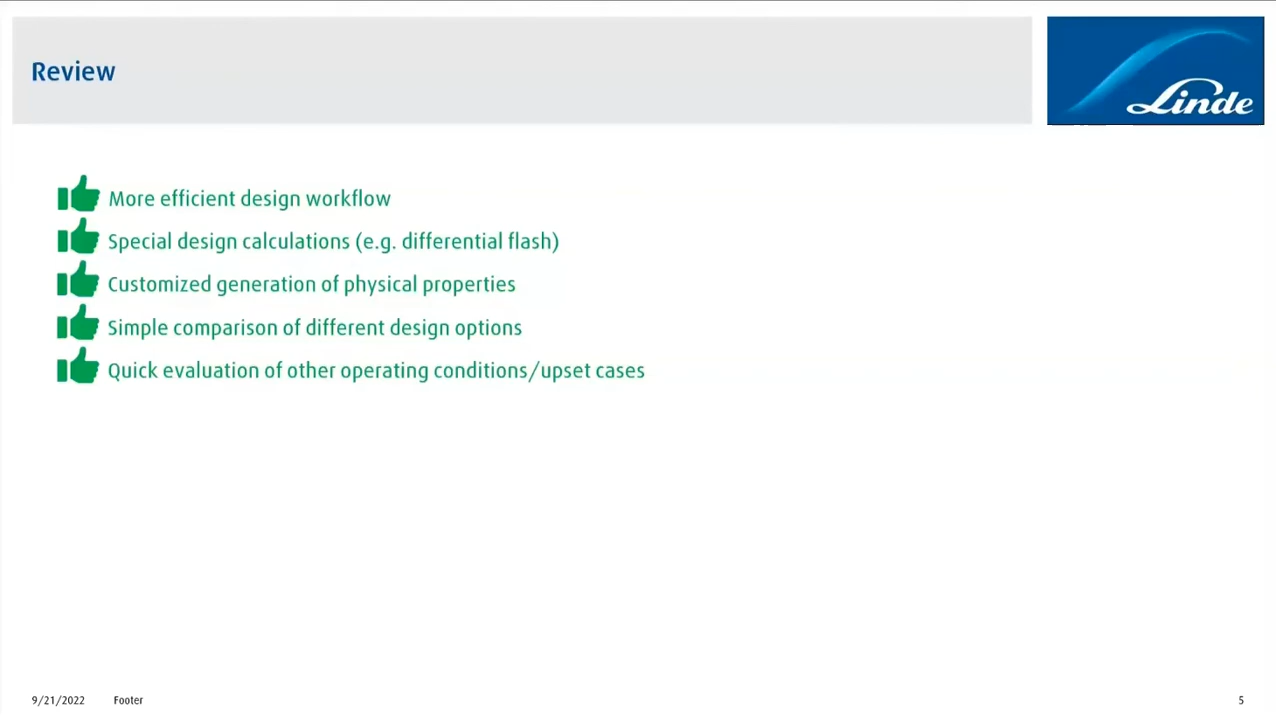 Review
Linde
More efficient design workflow
Special design calculations (e.g. differential flash)
Customized generation of physical properties
Simple comparison of different design options
Quick evaluation of other operating conditions/upset cases
9/21/2022 Footer 5